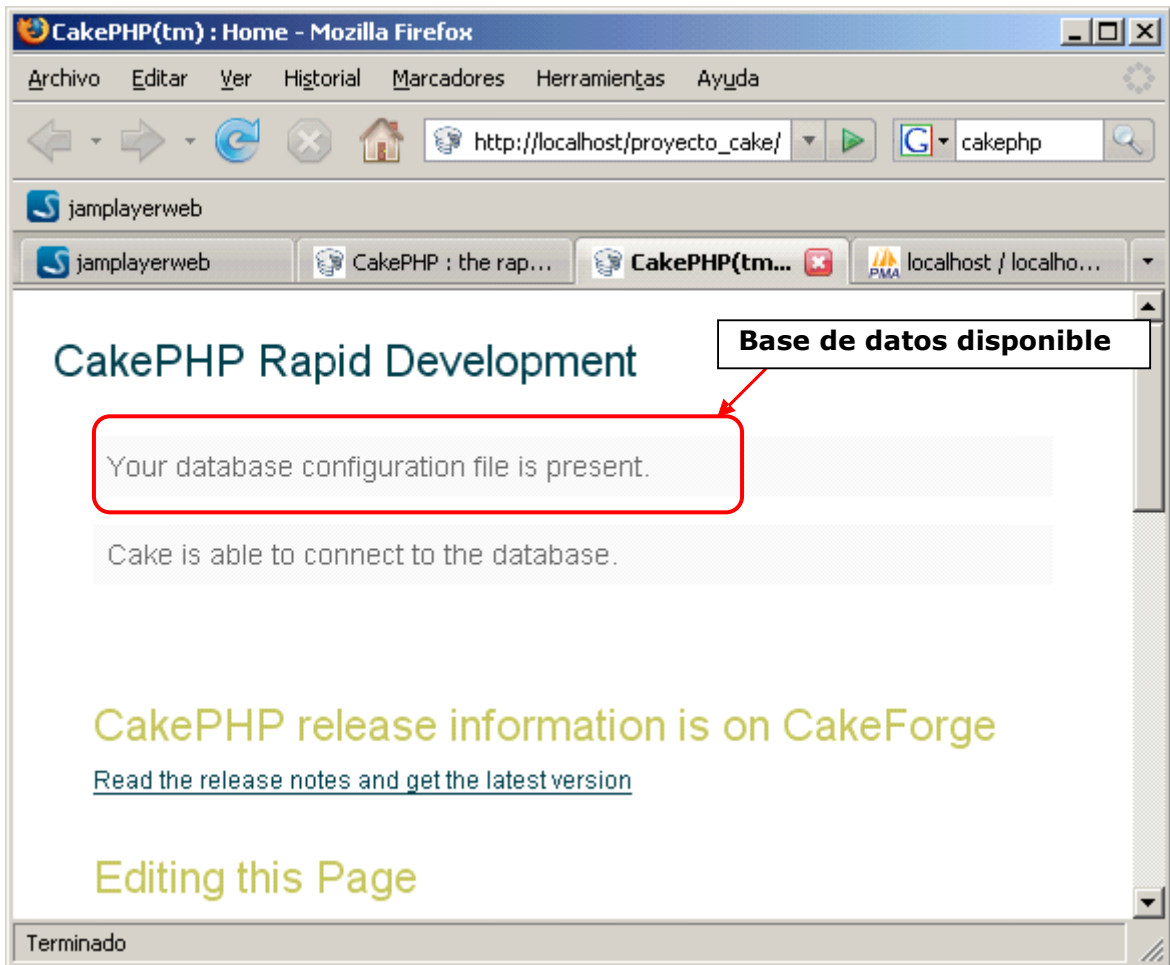 CakePHP(tm) : Home - Mozilla Firefox
Archivo Editar Ver Historial Marcadores Herramientas Ayuda
http://localhost/proyecto_cake/ G cakephp
jamplayerweb
jamplayerweb CakePHP : the rap... CakePHP(tm... PMA localhost / localho...
Base de datos disponible
CakePHP Rapid Development
Your database configuration file is present.
Cake is able to connect to the database.
CakePHP release information is on CakeForge
Read the release notes and get the latest version
Editing this Page
Terminado